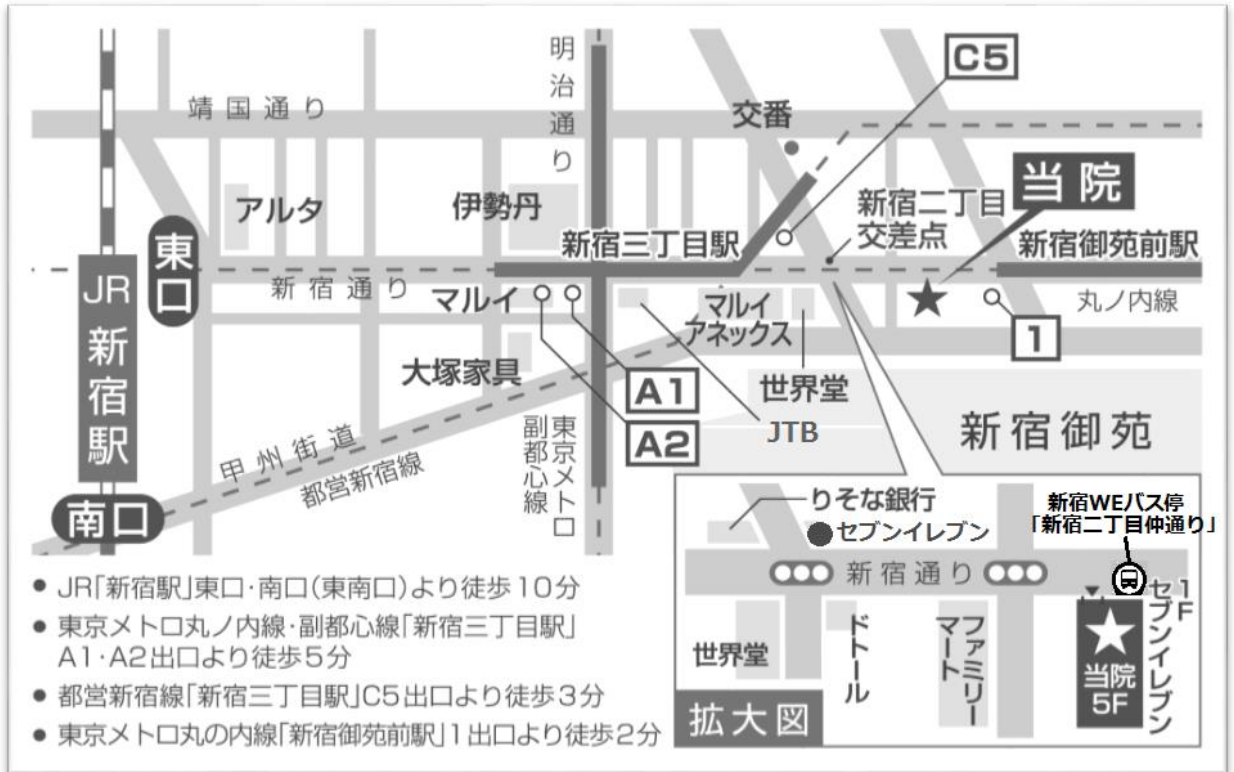 明治通り
C5
靖国通り
交番
当院
アルタ
伊勢丹
新宿二丁目
交差点
東口
新宿三丁目駅
新宿御苑前駅
JR新宿駅
新宿通り
マルイ
マルイ
アネックス
丸ノ内線
1
大塚家具
A1
世界堂
A2
JTB
新宿御苑
甲州街道
都営新宿線
東京メトロ
副都心線
南口
りそな銀行
セブンイレブン
新宿WEバス停
「新宿二丁目仲通り」
新宿通り
1F
セブンイレブン
世界堂
ドトール
ファミリー
マート
当院
5F
拡大図
● JR「新宿駅」東口・南口(東南口)より徒歩10分
● 東京メトロ丸ノ内線・副都心線「新宿三丁目駅」
A1・A2出口より徒歩5分
● 都営新宿線「新宿三丁目駅」C5出口より徒歩3分
● 東京メトロ丸の内線「新宿御苑前駅」1出口より徒歩2分